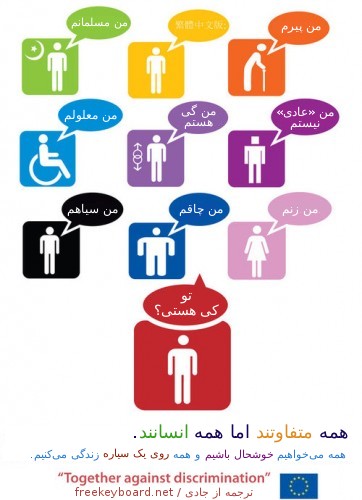 من مسلمانم
繁體中文版:
من پیرم
من معلولم
من گی
هستم
من «عادی»
نیستم
من سیاهم
من چاقم
من زنم
تو
کی هستی؟
همه متفاوتند اما همه انسانند.
همه می‌خواهیم خوشحال باشیم و همه روی یک سیاره زندگی می‌کنیم.
“Together against discrimination”
ترجمه از جادی / freekeyboard.net